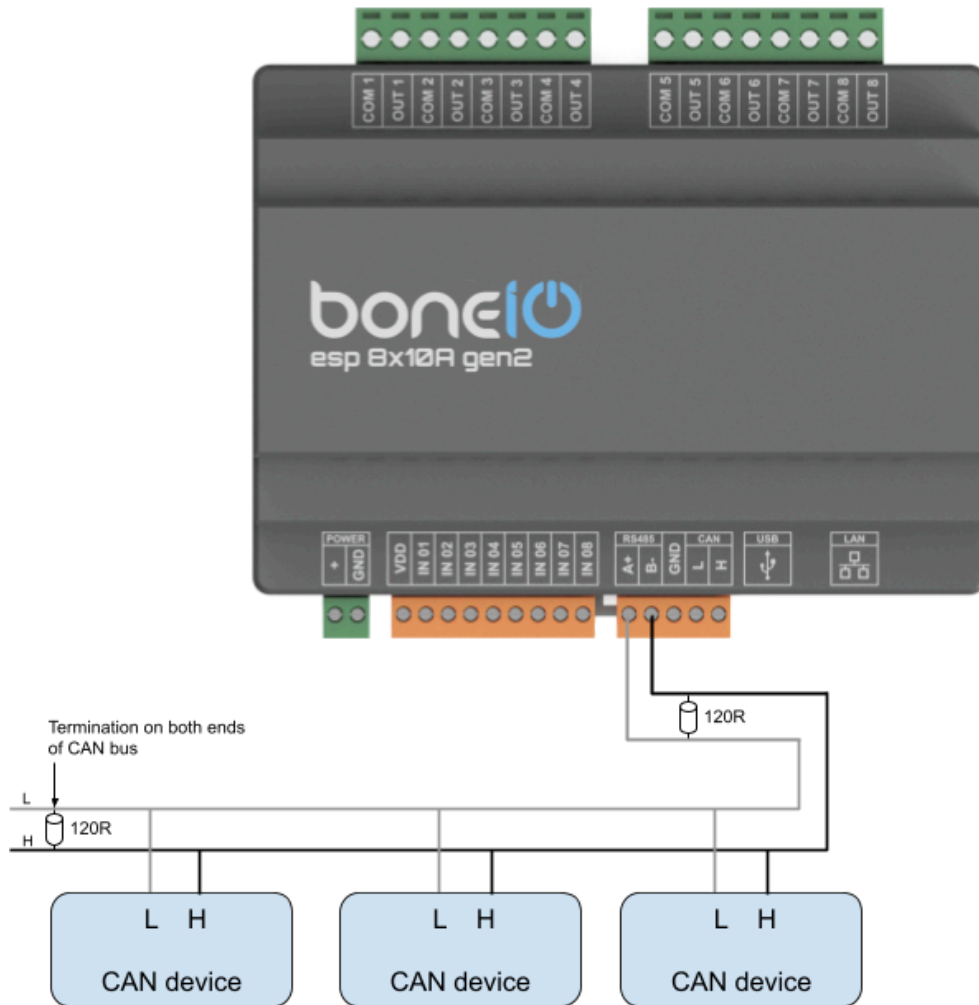 COM 1 OUT 1 COM 2 OUT 2 COM 3 OUT 3 COM 4 OUT 4 COM 5 OUT 5 COM 6 OUT 6 COM 7 OUT 7 COM 8 OUT 8
boneIO
esp 8x10A gen2
POWER RS485 CAN USB LAN
+ GND VDD IN 01 IN 02 IN 03 IN 04 IN 05 IN 06 IN 07 IN 08 A+ B- GND L H
120R
Termination on both ends
of CAN bus
L
120R
H
L H L H L H
CAN device CAN device CAN device